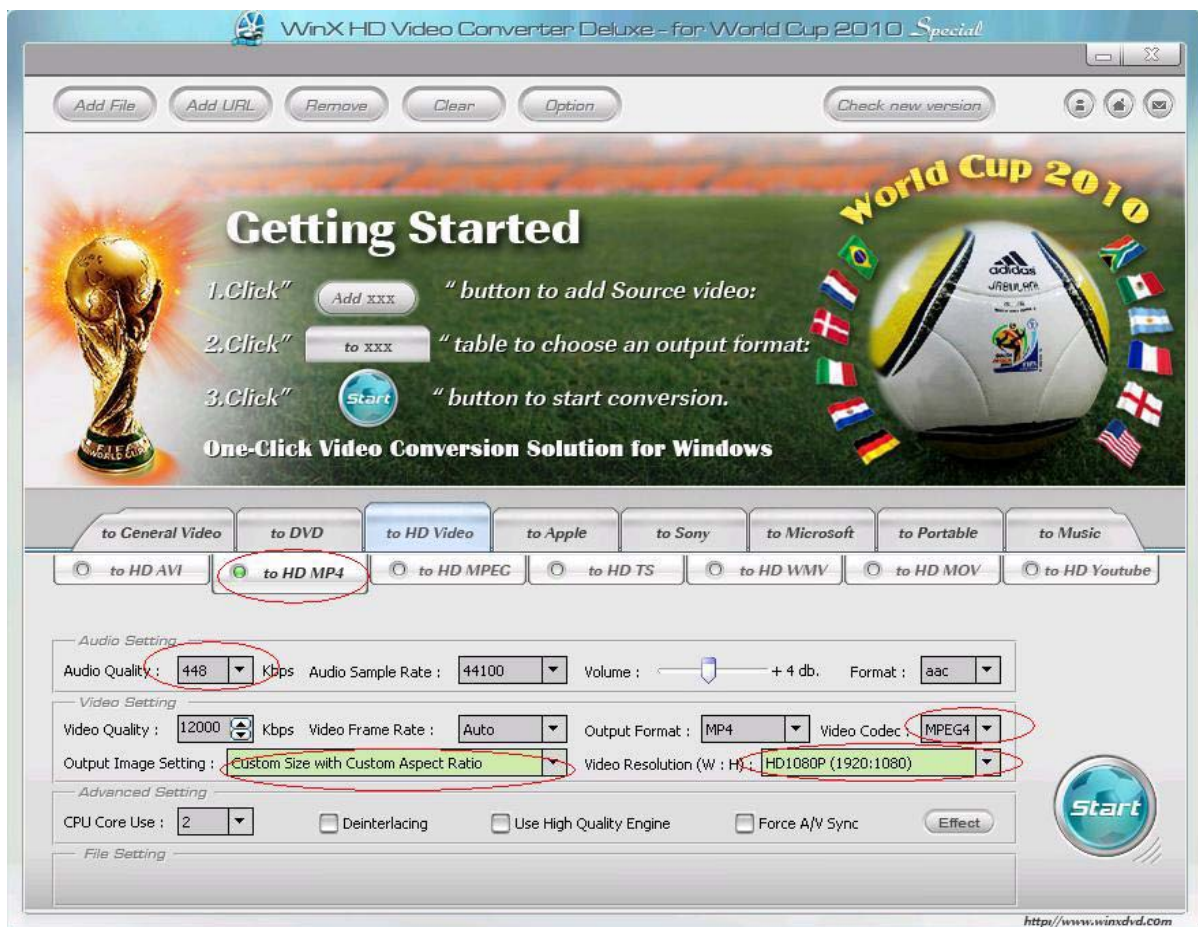 WinX HD Video Converter Deluxe - for World Cup 2010 Special
Add File Add URL Remove Clear Option Check new version
World Cup 2010
Getting Started
1.Click" Add xxx " button to add Source video:
2.Click" to xxx " table to choose an output format:
3.Click" Start " button to start conversion.
One-Click Video Conversion Solution for Windows
adidas
JABULANI
FIFA
WORLD CUP
to General Video to DVD to HD Video to Apple to Sony to Microsoft to Portable to Music
to HD AVI to HD MP4 to HD MPEG to HD TS to HD WMV to HD MOV to HD Youtube
Audio Setting
Audio Quality : 448 Kbps Audio Sample Rate : 44100 Volume : + 4 db. Format : aac
Video Setting
Video Quality : 12000 Kbps Video Frame Rate : Auto Output Format : MP4 Video Codec : MPEG4
Output Image Setting : Custom Size with Custom Aspect Ratio Video Resolution (W : H) : HD1080P (1920:1080)
Advanced Setting
CPU Core Use : 2 Deinterlacing Use High Quality Engine Force A/V Sync Effect
Start
File Setting
http://www.winxdvd.com